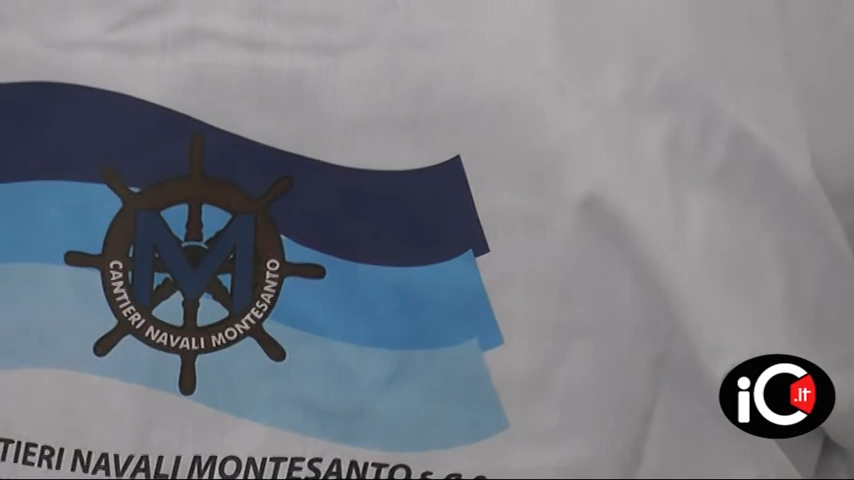 M
CANTIERI NAVALI MONTESANTO
TIERI NAVALI MONTESANTO s.a.s.
iC.it